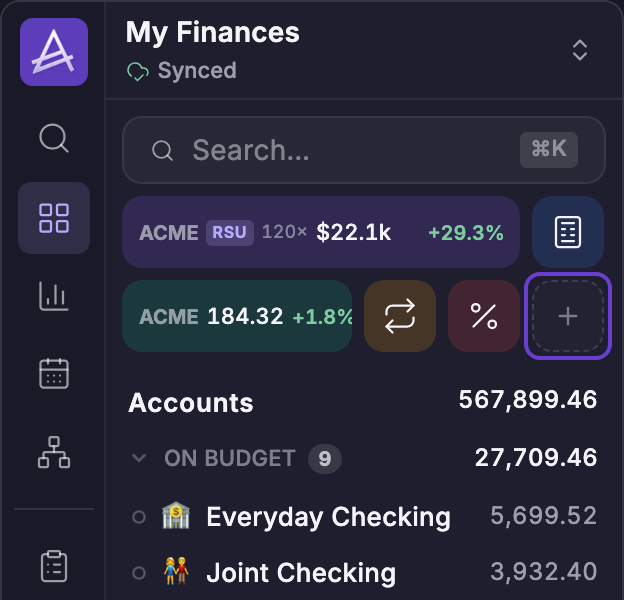 My Finances
Synced
Search...
⌘K
ACME RSU 120× $22.1k +29.3%
ACME 184.32 +1.8%
Accounts 567,899.46
ON BUDGET 9 27,709.46
Everyday Checking 5,699.52
Joint Checking 3,932.40